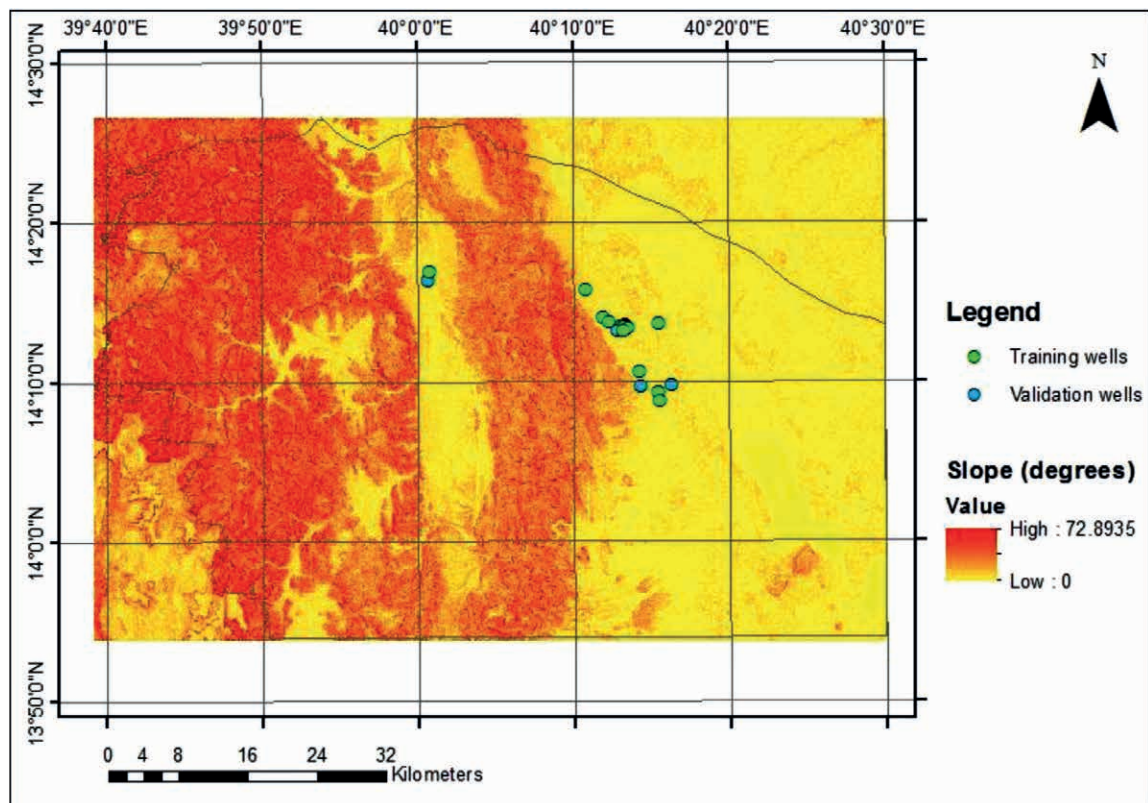 39°40'0"E 39°50'0"E 40°0'0"E 40°10'0"E 40°20'0"E 40°30'0"E
14°30'0"N
14°20'0"N
14°10'0"N
14°0'0"N
13°50'0"N
N
Legend
Training wells
Validation wells
Slope (degrees)
Value
High : 72.8935
Low : 0
0 4 8 16 24 32
Kilometers